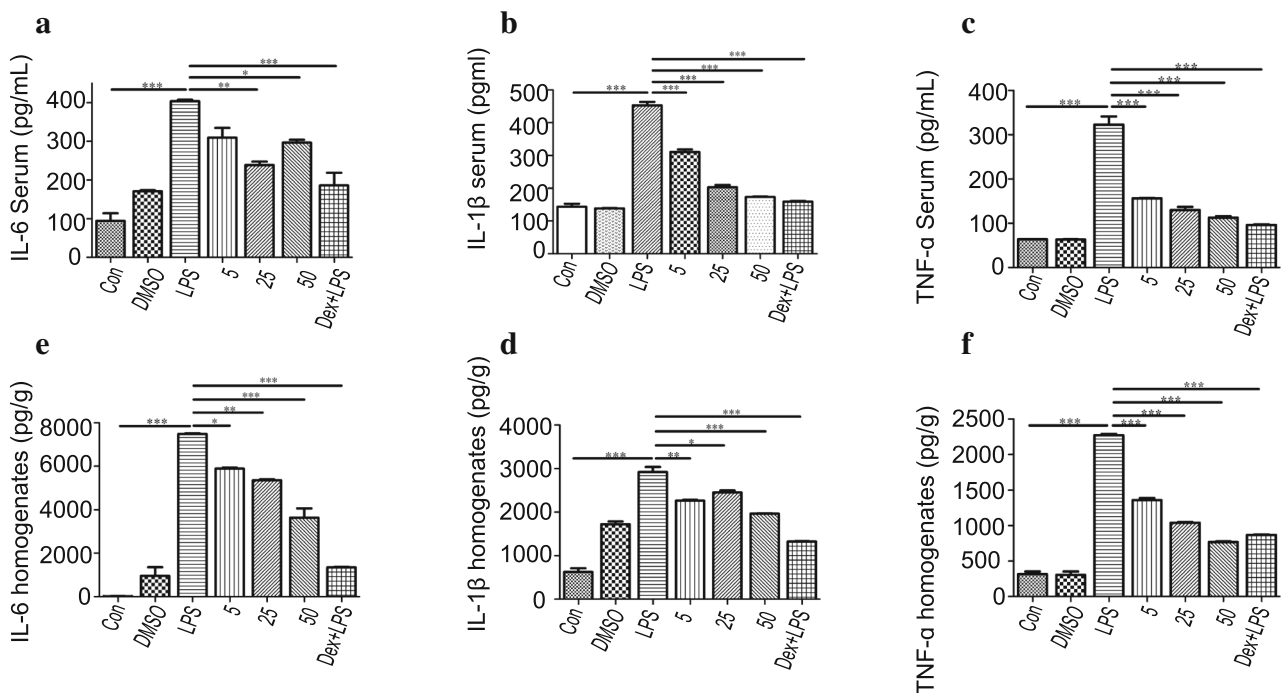 a
IL-6 Serum (pg/mL)
400
300
200
100
0
***
*
***
**
Con
DMSO
LPS
5
25
50
Dex+LPS
b
IL-1β serum (pgml)
500
400
300
200
100
0
***
***
***
***
***
Con
DMSO
LPS
5
25
50
Dex+LPS
c
TNF-α Serum (pg/mL)
400
300
200
100
0
***
***
***
***
***
Con
DMSO
LPS
5
25
50
Dex+LPS
e
IL-6 homogenates (pg/g)
8000
6000
4000
2000
0
***
***
**
***
*
Con
DMSO
LPS
5
25
50
Dex+LPS
d
IL-1β homogenates (pg/g)
4000
3000
2000
1000
0
***
***
*
***
**
Con
DMSO
LPS
5
25
50
Dex+LPS
f
TNF-α homogenates (pg/g)
2500
2000
1500
1000
500
0
***
***
***
***
***
Con
DMSO
LPS
5
25
50
Dex+LPS